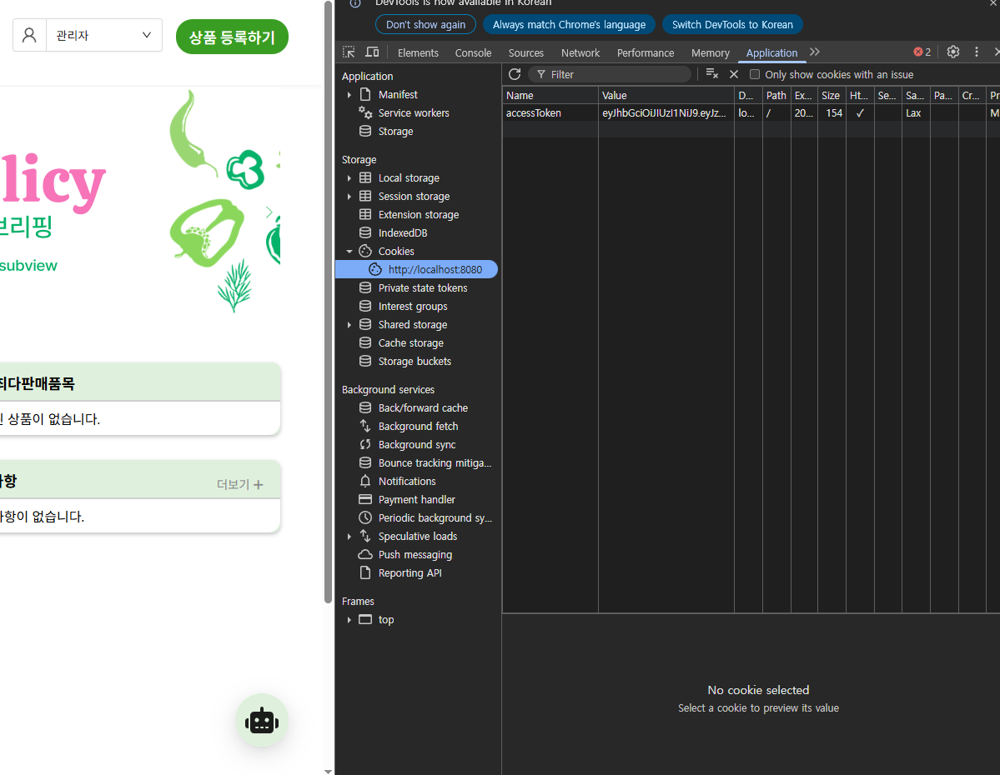 관리자
상품 등록하기
licy
브리핑
subview
최다판매품목
상품이 없습니다.
더보기 +
없습니다.
DevTools is now available in Korean
Don't show again
Always match Chrome's language
Switch DevTools to Korean
Elements
Console
Sources
Network
Performance
Memory
Application
2
Application
Manifest
Service workers
Storage
Storage
Local storage
Session storage
Extension storage
IndexedDB
Cookies
http://localhost:8080
Private state tokens
Interest groups
Shared storage
Cache storage
Storage buckets
Background services
Back/forward cache
Background fetch
Background sync
Bounce tracking mitiga...
Notifications
Payment handler
Periodic background sy...
Speculative loads
Push messaging
Reporting API
Frames
top
Filter
Only show cookies with an issue
Name Value D... Path Ex... Size Ht... Se... Sa... Pa... Cr... Pr
accessToken eyJhbGciOiJIUzI1NiJ9.eyJz... lo... / 20... 154 ✓ Lax M
No cookie selected
Select a cookie to preview its value